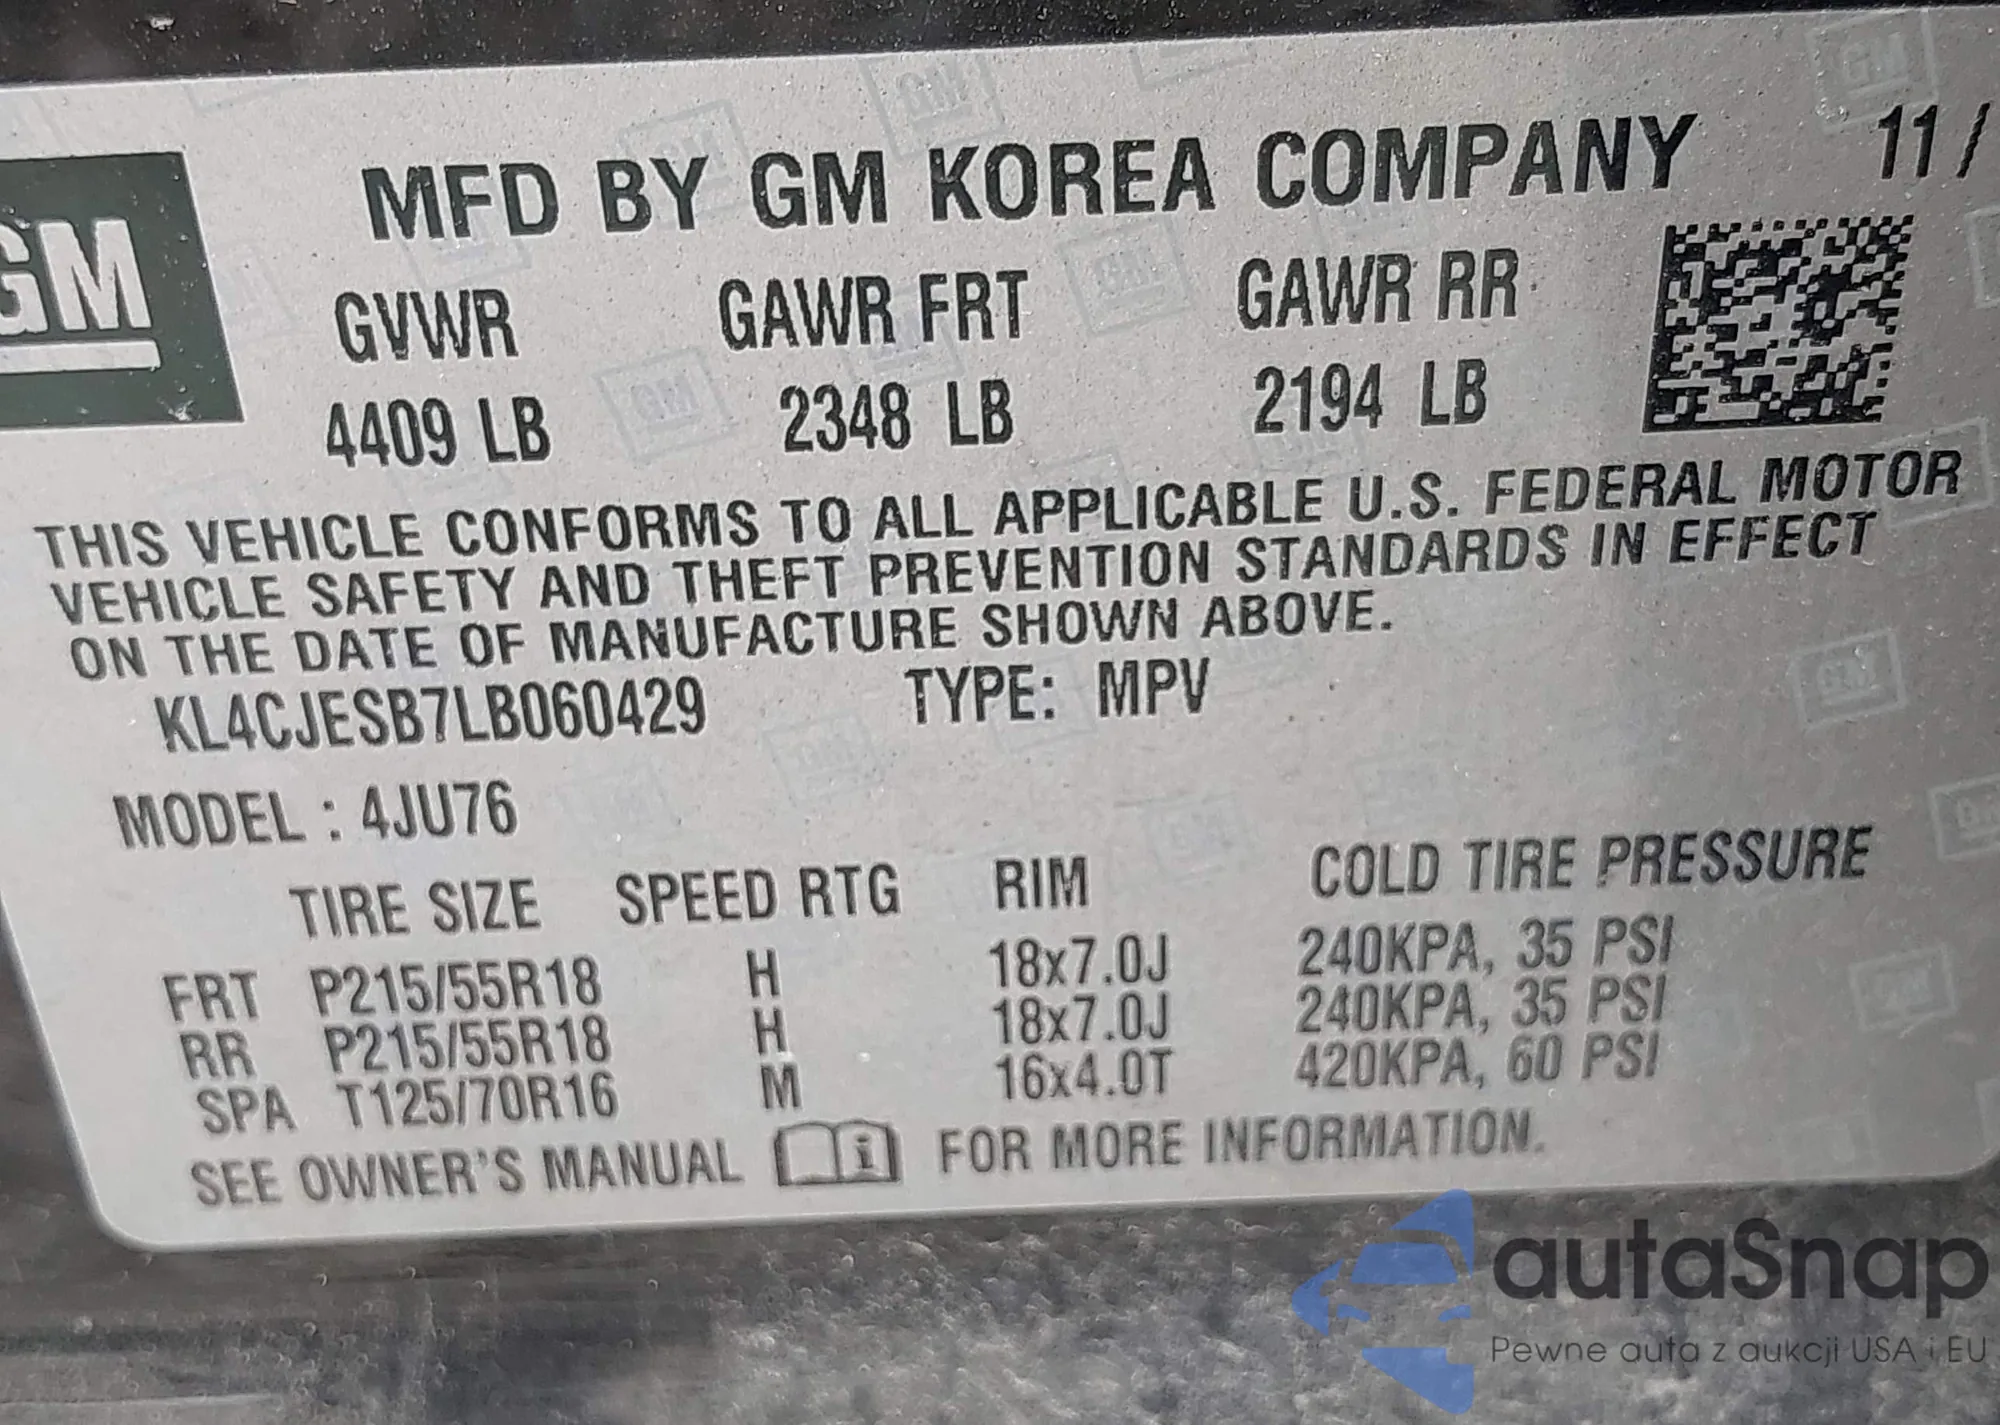 GM
MFD BY GM KOREA COMPANY 11 /
GVWR GAWR FRT GAWR RR
4409 LB 2348 LB 2194 LB
THIS VEHICLE CONFORMS TO ALL APPLICABLE U.S. FEDERAL MOTOR
VEHICLE SAFETY AND THEFT PREVENTION STANDARDS IN EFFECT
ON THE DATE OF MANUFACTURE SHOWN ABOVE.
KL4CJESB7LB060429 TYPE: MPV
MODEL : 4JU76
TIRE SIZE SPEED RTG RIM COLD TIRE PRESSURE
FRT P215/55R18 H 18x7.0J 240KPA, 35 PSI
RR P215/55R18 H 18x7.0J 240KPA, 35 PSI
SPA T125/70R16 M 16x4.0T 420KPA, 60 PSI
SEE OWNER'S MANUAL i FOR MORE INFORMATION.
autaSnap
Pewne auta z aukcji USA i EU